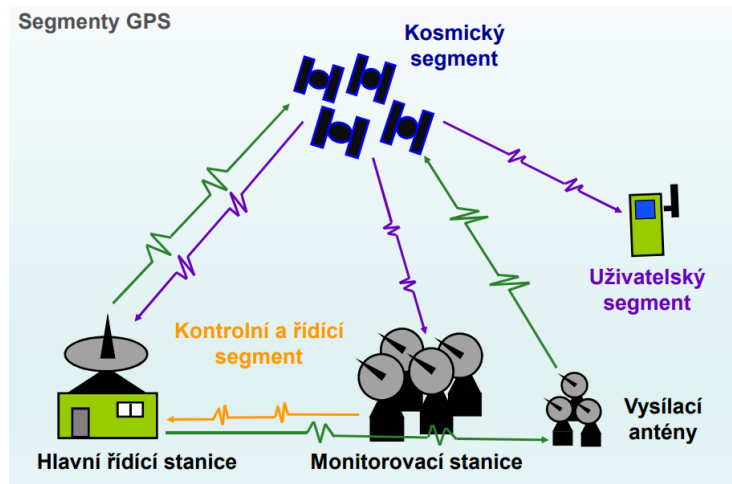 Segmenty GPS
Kosmický
segment
Uživatelský
segment
Kontrolní a řídící
segment
Vysílací
antény
Hlavní řídící stanice
Monitorovací stanice